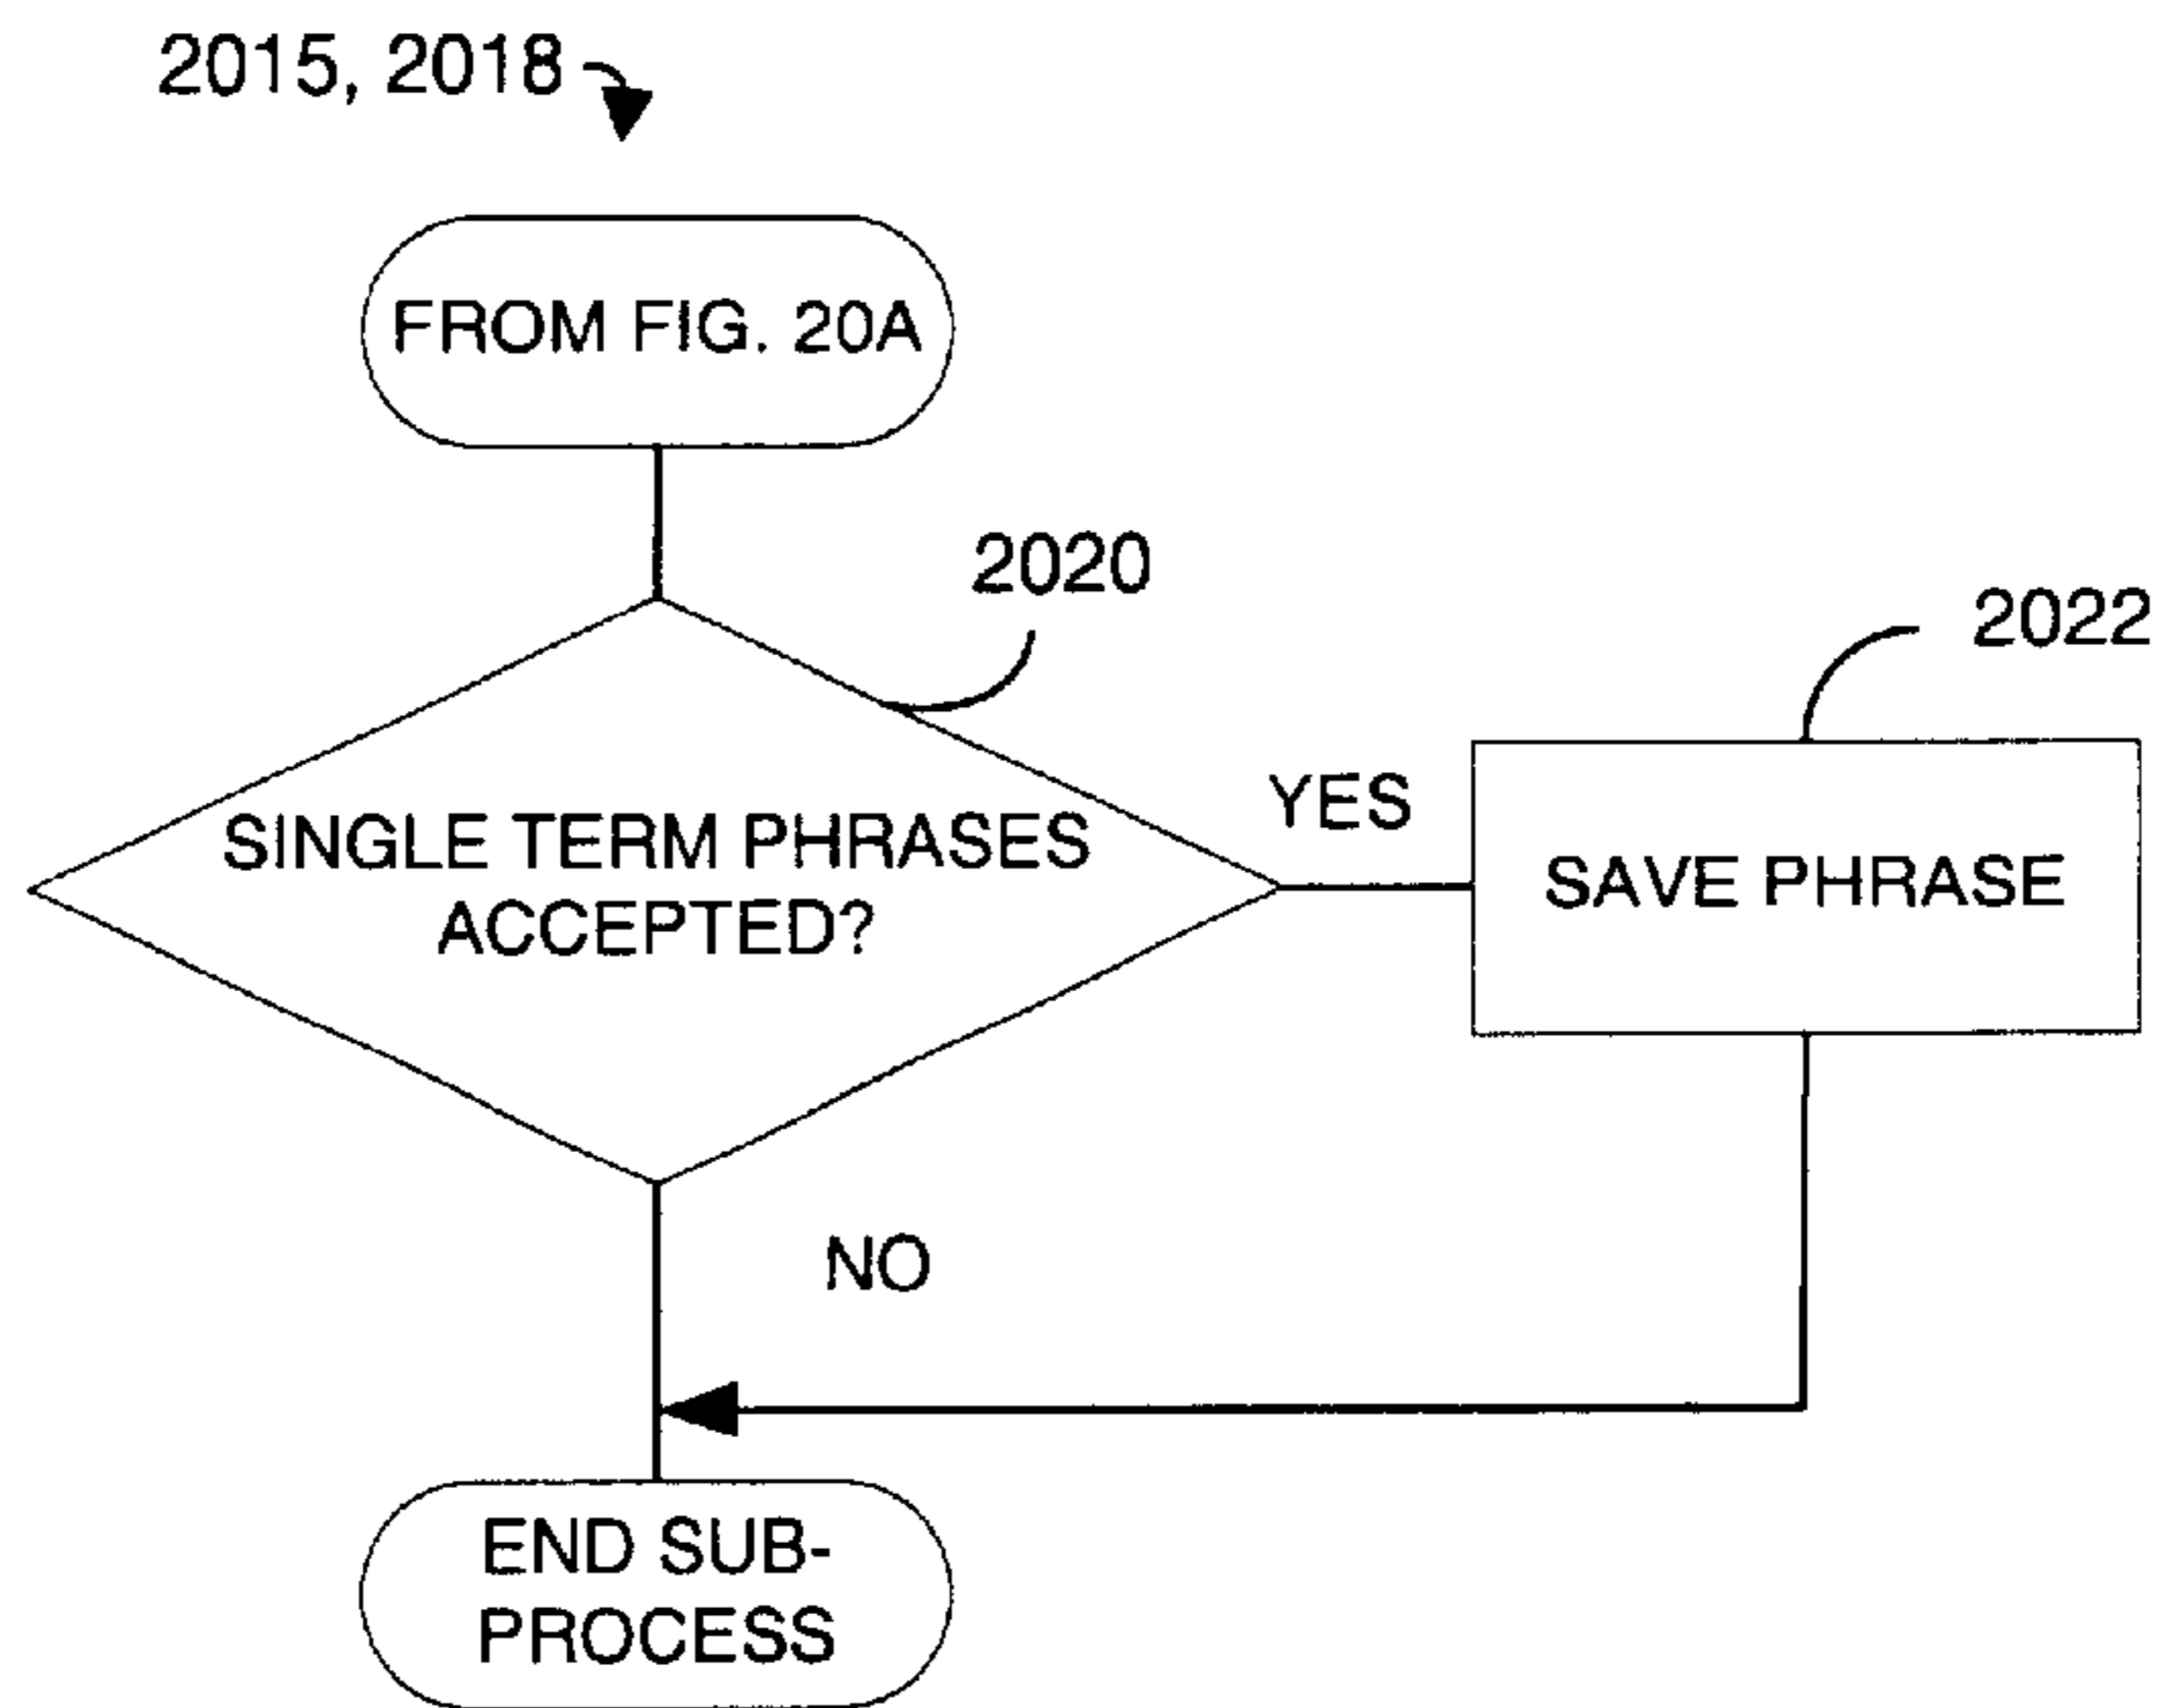 2015, 2018
FROM FIG. 20A
2020
2022
SINGLE TERM PHRASES
ACCEPTED?
YES
SAVE PHRASE
NO
END SUB-
PROCESS